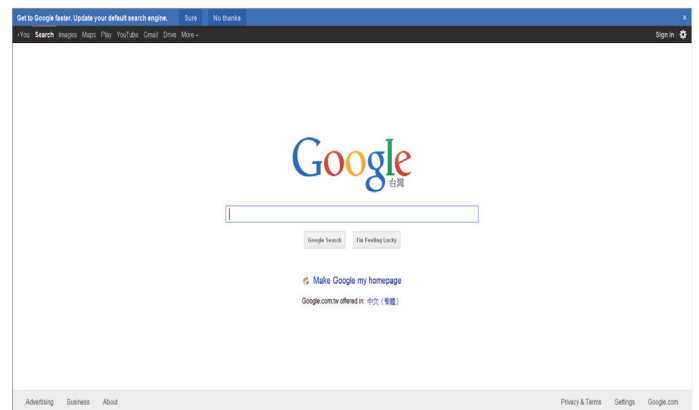 Get to Google faster. Update your default search engine. Sure No thanks ×
+You Search Images Maps Play YouTube Gmail Drive More Sign in
Google
台灣
Google Search I'm Feeling Lucky
Make Google my homepage
Google.com.tw offered in: 中文（繁體）
Advertising Business About Privacy & Terms Settings Google.com